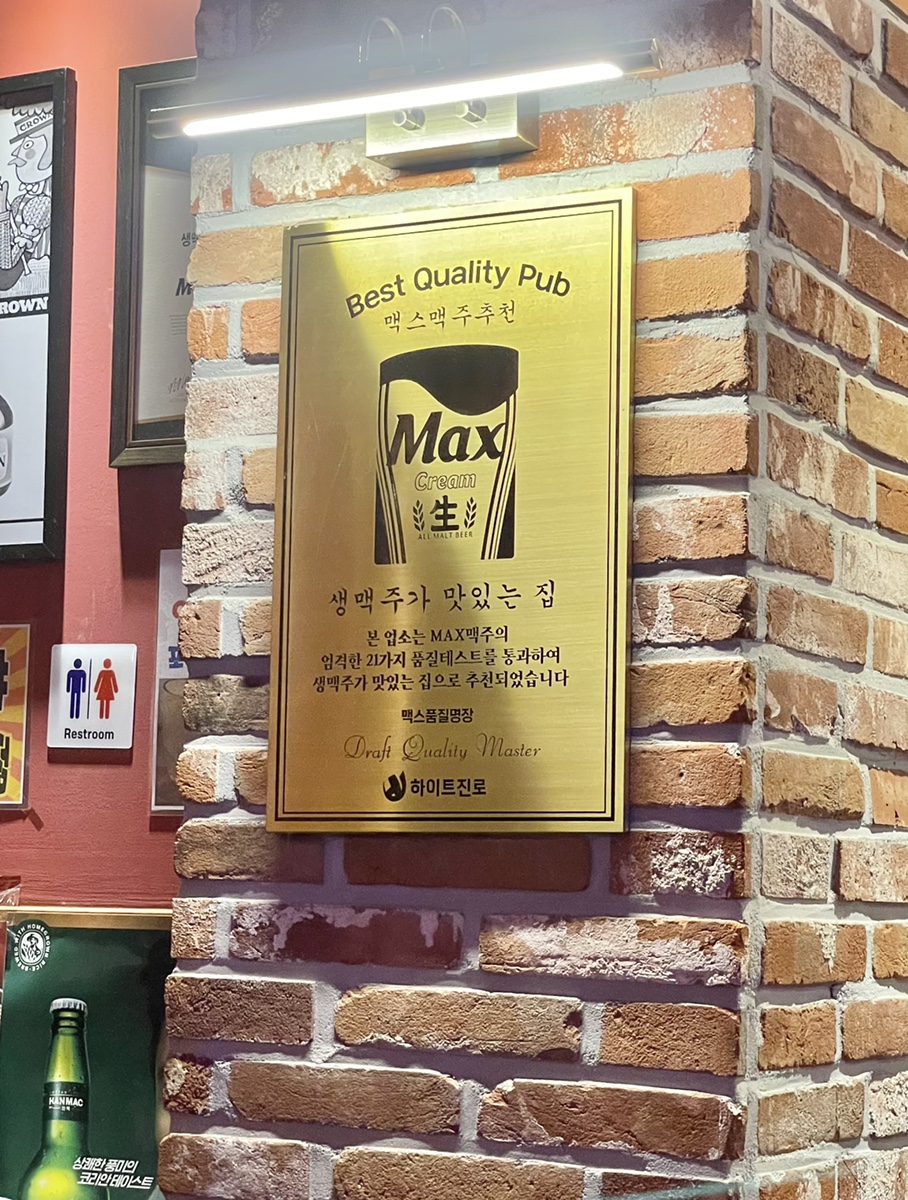 Best Quality Pub
맥스맥주추천
Max
Cream
生
ALL MALT BEER
생맥주가 맛있는 집
본 업소는 MAX맥주의
엄격한 21가지 품질테스트를 통과하여
생맥주가 맛있는 집으로 추천되었습니다
맥스품질명장
Draft Quality Master
하이트진로
CROWN
ROWN
Restroom
BREWED WITH HOMEGROWN RICE
HANMAC
상쾌한 풍미의
코리안 테이스트